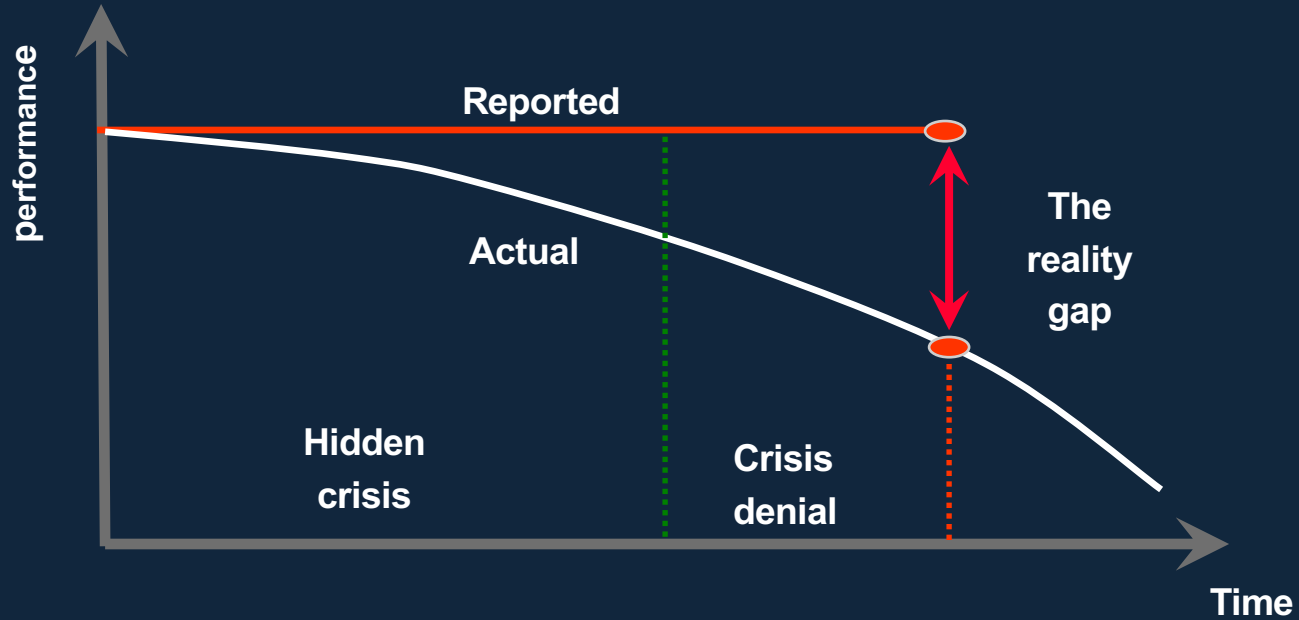 performance
Reported
Actual
The
reality
gap
Hidden
crisis
Crisis
denial
Time